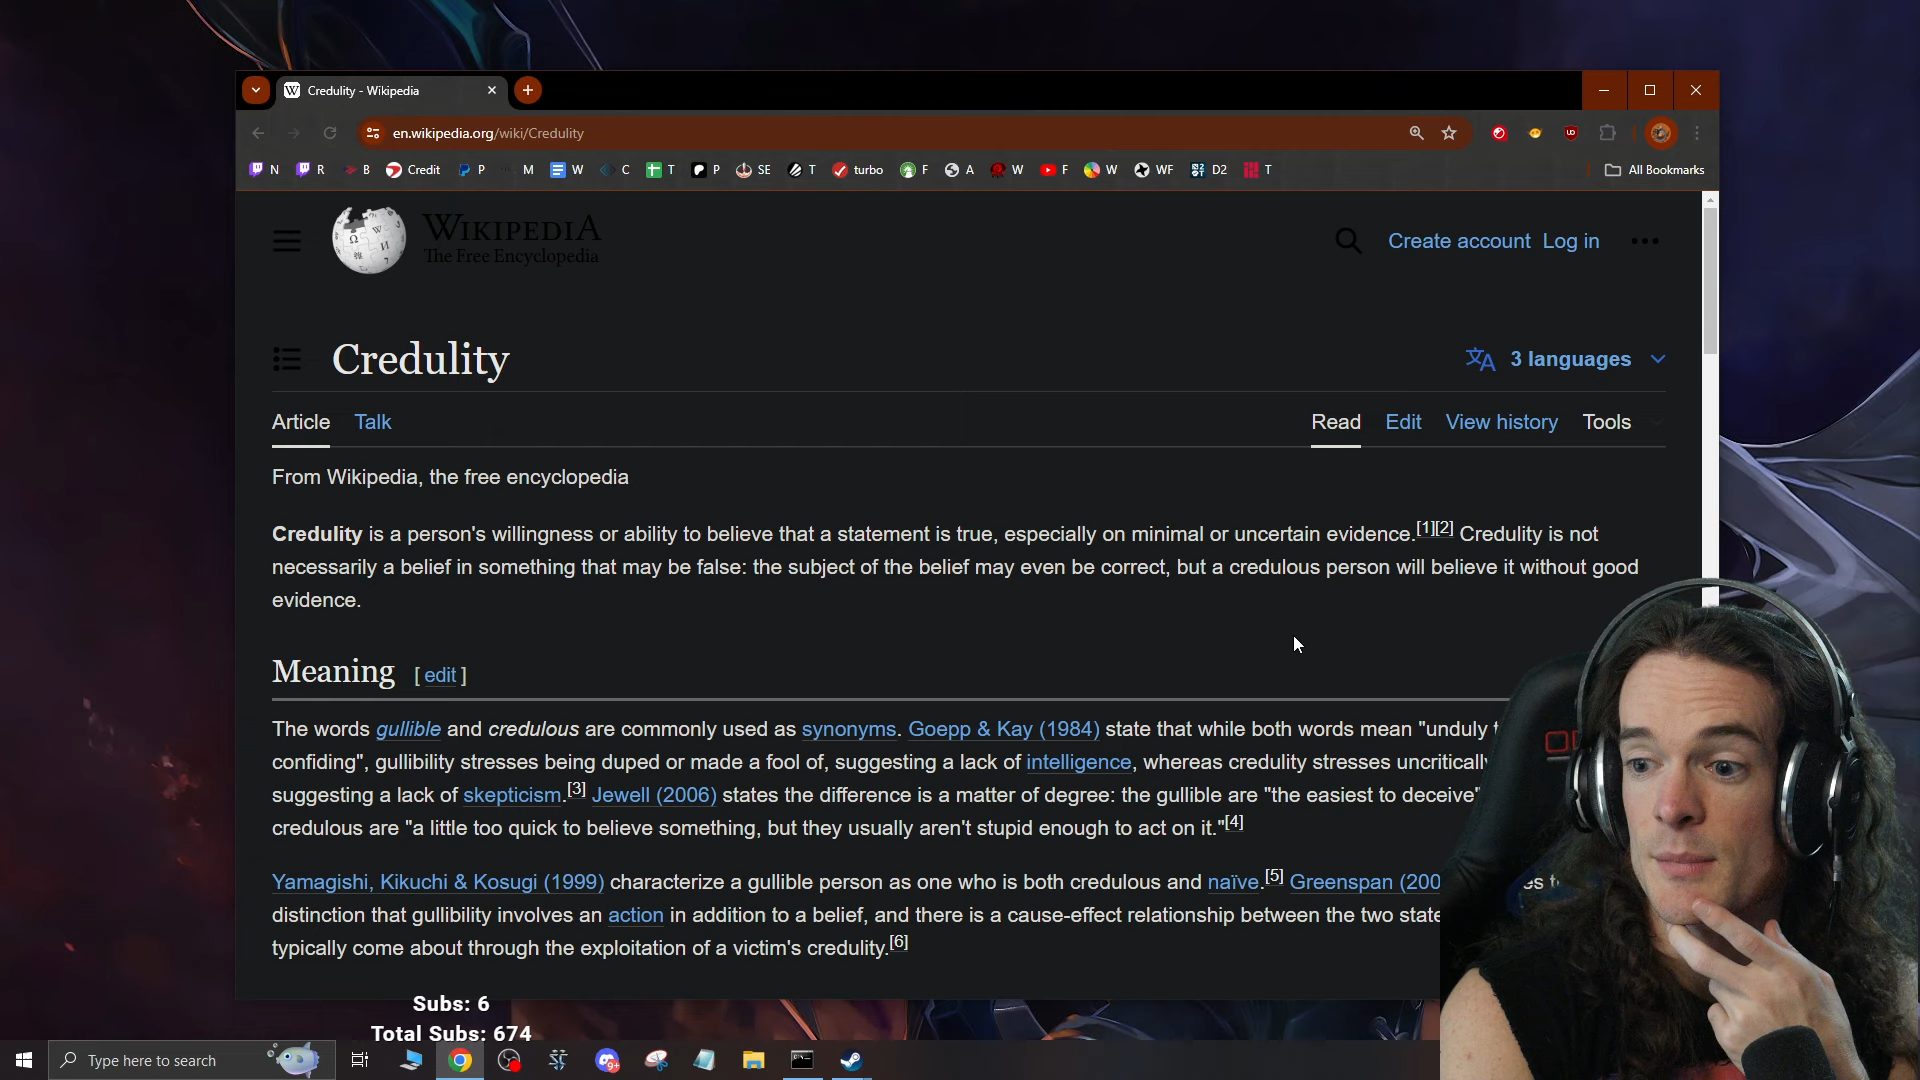 Credulity - Wikipedia
en.wikipedia.org/wiki/Credulity
N R B Credit P M W C T P SE T turbo F A W F W WF D2 T All Bookmarks
WIKIPEDIA
The Free Encyclopedia
Create account Log in
Credulity
3 languages
Article Talk Read Edit View history Tools
From Wikipedia, the free encyclopedia
Credulity is a person's willingness or ability to believe that a statement is true, especially on minimal or uncertain evidence.[1][2] Credulity is not
necessarily a belief in something that may be false: the subject of the belief may even be correct, but a credulous person will believe it without good
evidence.
Meaning [ edit ]
The words gullible and credulous are commonly used as synonyms. Goepp & Kay (1984) state that while both words mean "unduly
confiding", gullibility stresses being duped or made a fool of, suggesting a lack of intelligence, whereas credulity stresses uncritically
suggesting a lack of skepticism.[3] Jewell (2006) states the difference is a matter of degree: the gullible are "the easiest to deceive"
credulous are "a little too quick to believe something, but they usually aren't stupid enough to act on it."[4]
Yamagishi, Kikuchi & Kosugi (1999) characterize a gullible person as one who is both credulous and naïve.[5] Greenspan (200
distinction that gullibility involves an action in addition to a belief, and there is a cause-effect relationship between the two state
typically come about through the exploitation of a victim's credulity.[6]
Subs: 6
Total Subs: 674
Type here to search